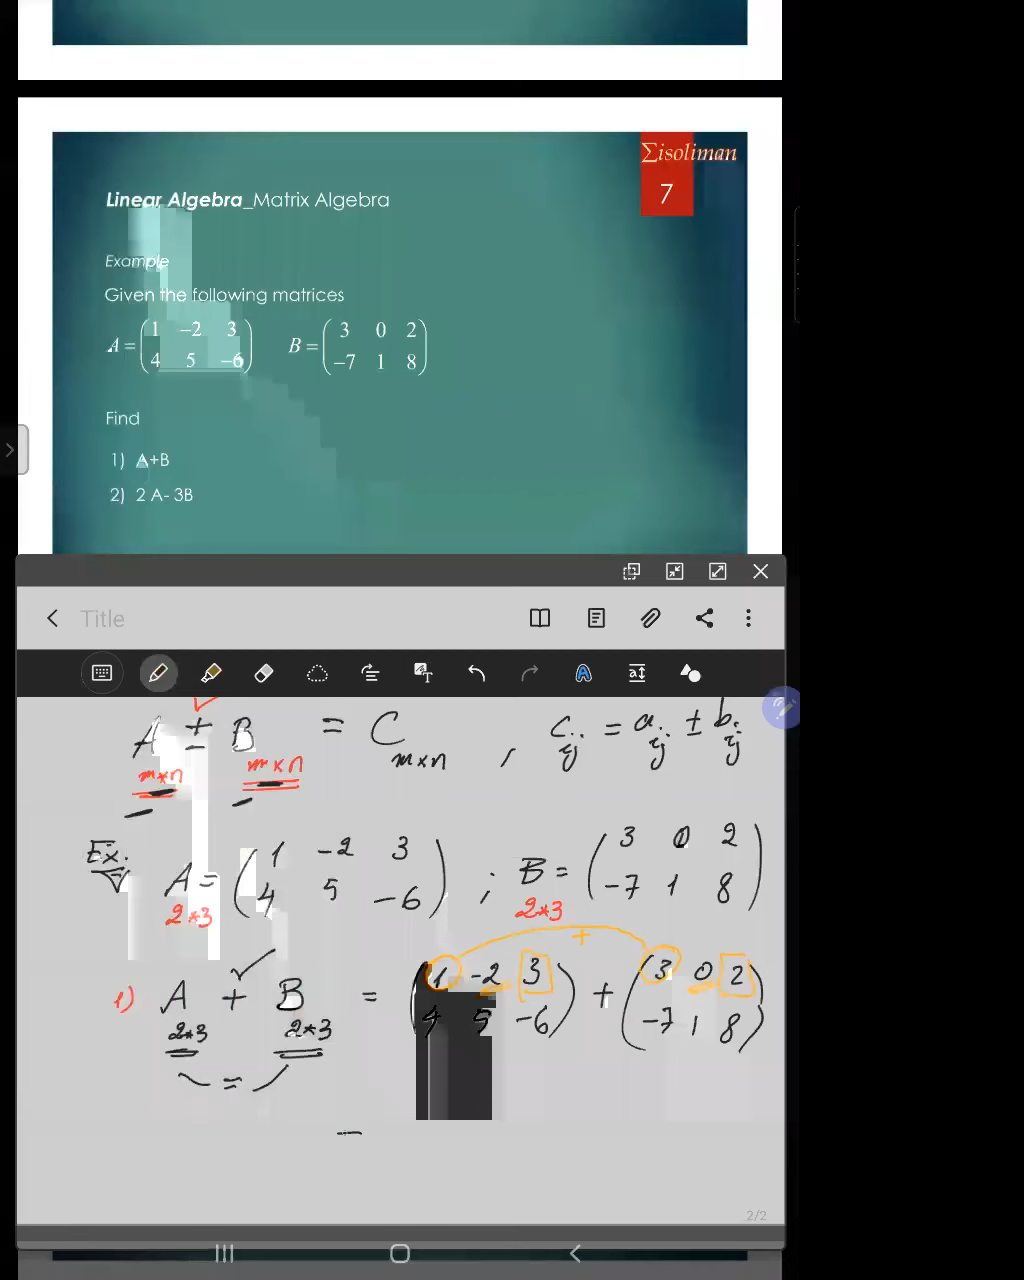 Σisoliman
7
Linear Algebra_Matrix Algebra
Example
Given the following matrices
A = (1 −2 3
4 5 −6) B = (3 0 2
−7 1 8)
Find
1) A+B
2) 2 A- 3B
Title
A ± B = C m×n , c ij = a ij ± b ij
m×n m×n
Ex. A = (1 -2 3
4 5 -6) ; B = (3 0 2
-7 1 8)
2*3 2*3
+
1) A + B = (1 -2 3
4 5 -6) + (3 0 2
-7 1 8)
2*3 2*3
=
2/2